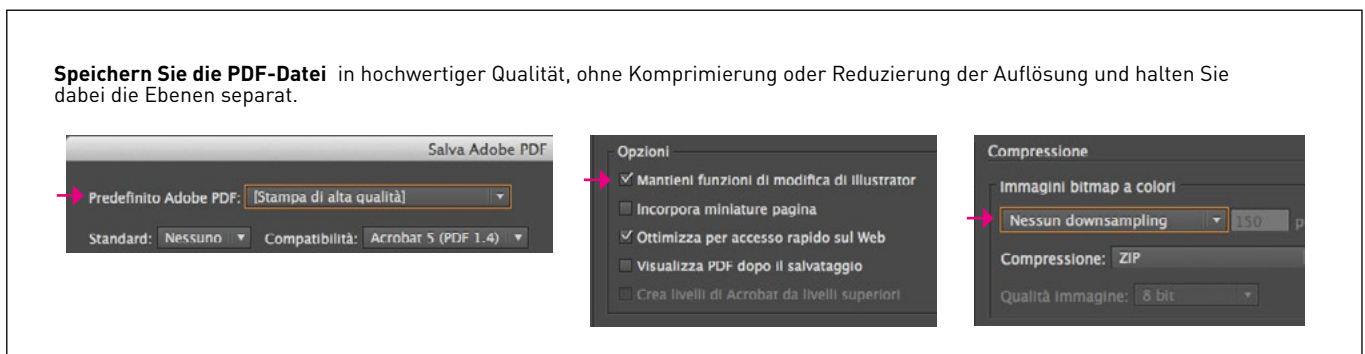 Speichern Sie die PDF-Datei in hochwertiger Qualität, ohne Komprimierung oder Reduzierung der Auflösung und halten Sie
dabei die Ebenen separat.
Salva Adobe PDF
Predefinito Adobe PDF: [Stampa di alta qualità]
Standard: Nessuno Compatibilità: Acrobat 5 (PDF 1.4)
Opzioni
Mantieni funzioni di modifica di Illustrator
Incorpora miniature pagina
Ottimizza per accesso rapido sul Web
Visualizza PDF dopo il salvataggio
Crea livelli di Acrobat da livelli superiori
Compressione
Immagini bitmap a colori
Nessun downsampling 150 p
Compressione: ZIP
Qualità immagine: 8 bit